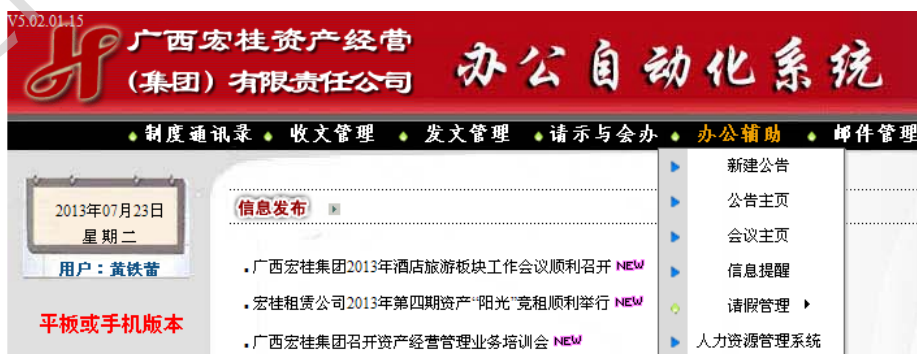 V5.02.01.15
广西宏桂资产经营
(集团)有限责任公司
办公自动化系统
制度通讯录 收文管理 发文管理 请示与会办 办公辅助 邮件管理
新建公告
公告主页
会议主页
信息提醒
请假管理
人力资源管理系统
2013年07月23日
星期二
用户：黄铁蕾
平板或手机版本
信息发布
广西宏桂集团2013年酒店旅游板块工作会议顺利召开 NEW
宏桂租赁公司2013年第四期资产“阳光”竞租顺利举行 NEW
广西宏桂集团召开资产经营管理业务培训会 NEW